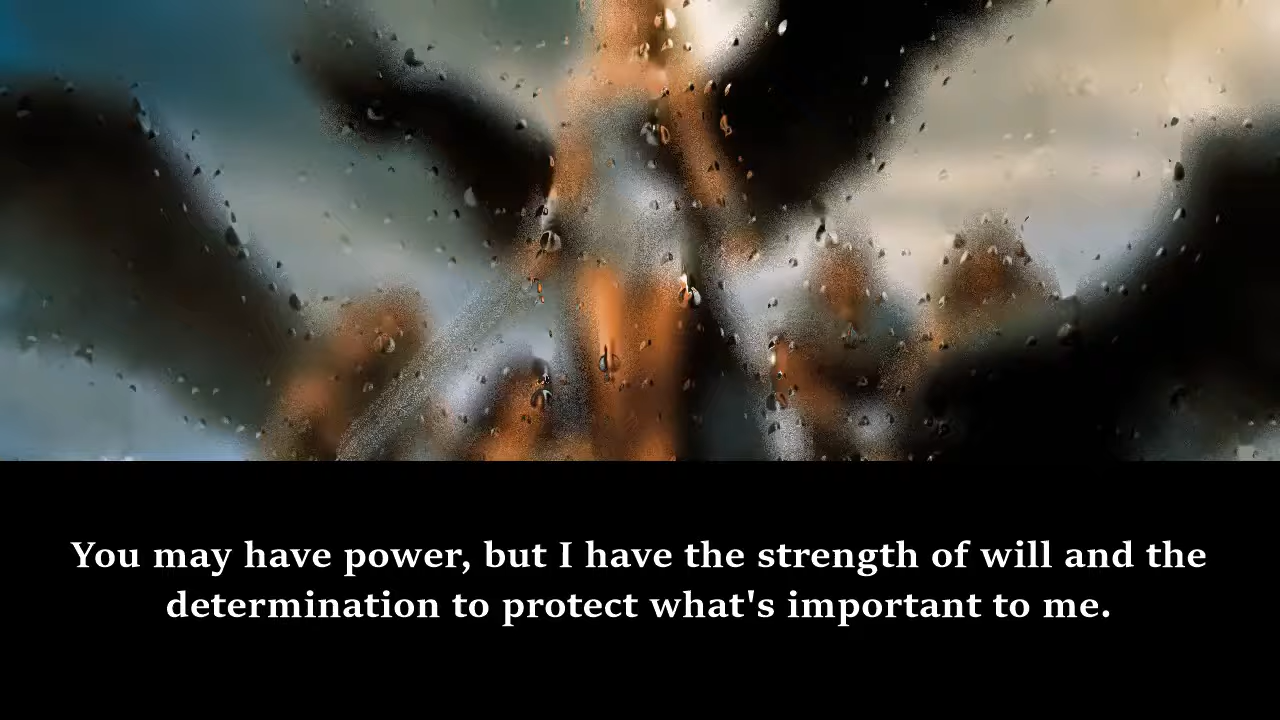 You may have power, but I have the strength of will and the
determination to protect what's important to me.